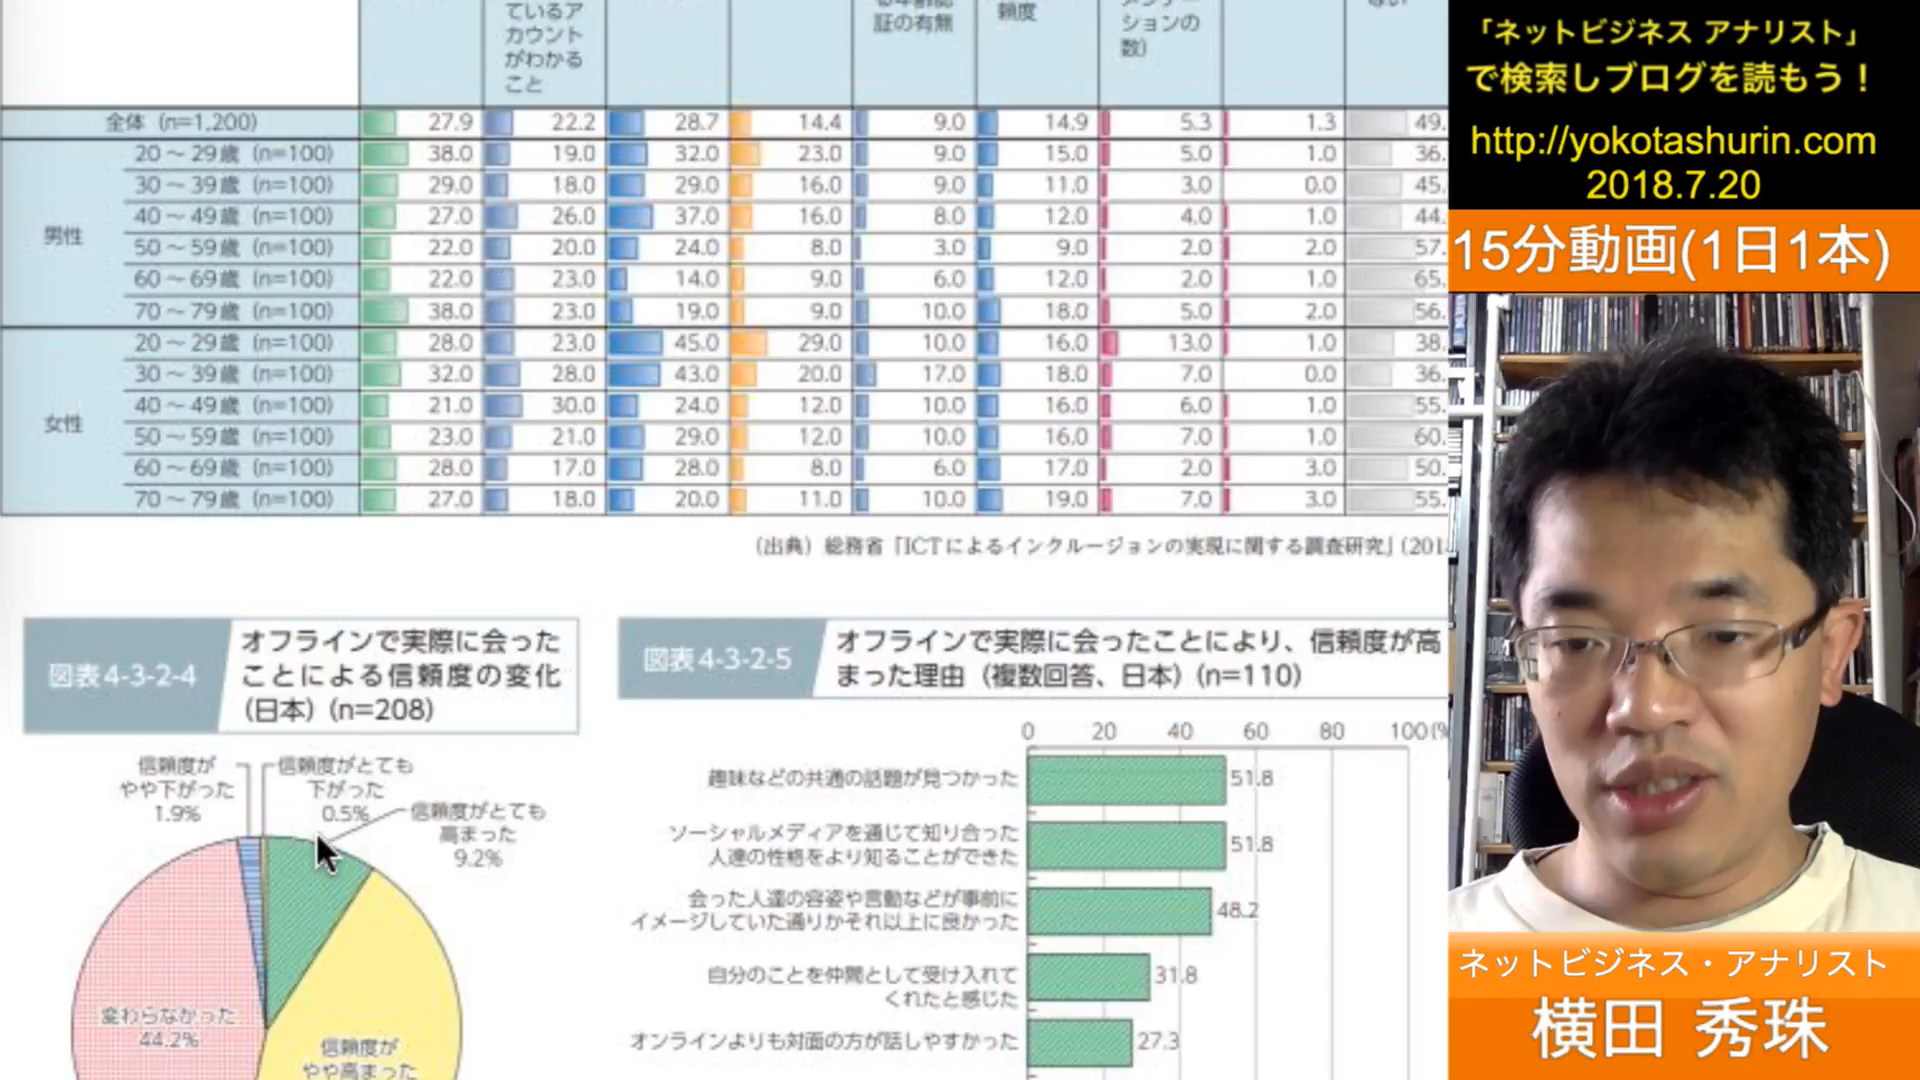 ているア
カウント
がわかる
こと
証の有無
頼度
ションの
数)
全体 (n=1,200) 27.9 22.2 28.7 14.4 9.0 14.9 5.3 1.3 49.
男性
20～29歳 (n=100) 38.0 19.0 32.0 23.0 9.0 15.0 5.0 1.0 36.
30～39歳 (n=100) 29.0 18.0 29.0 16.0 9.0 11.0 3.0 0.0 45.
40～49歳 (n=100) 27.0 26.0 37.0 16.0 8.0 12.0 4.0 1.0 44.
50～59歳 (n=100) 22.0 20.0 24.0 8.0 3.0 9.0 2.0 2.0 57.
60～69歳 (n=100) 22.0 23.0 14.0 9.0 6.0 12.0 2.0 1.0 65.
70～79歳 (n=100) 38.0 23.0 19.0 9.0 10.0 18.0 5.0 2.0 56.
女性
20～29歳 (n=100) 28.0 23.0 45.0 29.0 10.0 16.0 13.0 1.0 38.
30～39歳 (n=100) 32.0 28.0 43.0 20.0 17.0 18.0 7.0 0.0 36.
40～49歳 (n=100) 21.0 30.0 24.0 12.0 10.0 16.0 6.0 1.0 55.
50～59歳 (n=100) 23.0 21.0 29.0 12.0 10.0 16.0 7.0 1.0 60.
60～69歳 (n=100) 28.0 17.0 28.0 8.0 6.0 17.0 2.0 3.0 50.
70～79歳 (n=100) 27.0 18.0 20.0 11.0 10.0 19.0 7.0 3.0 55.
（出典）総務省「ICTによるインクルージョンの実現に関する調査研究」(201
図表4-3-2-4
オフラインで実際に会った
ことによる信頼度の変化
（日本）(n=208)
信頼度が
やや下がった
1.9%
信頼度がとても
下がった
0.5%
信頼度がとても
高まった
9.2%
変わらなかった
44.2%
信頼度が
やや高まった
図表4-3-2-5
オフラインで実際に会ったことにより、信頼度が高
まった理由（複数回答、日本）(n=110)
0 20 40 60 80 100(%
趣味などの共通の話題が見つかった 51.8
ソーシャルメディアを通じて知り合った
人達の性格をより知ることができた 51.8
会った人達の容姿や言動などが事前に
イメージしていた通りかそれ以上に良かった 48.2
自分のことを仲間として受け入れて
くれたと感じた 31.8
オンラインよりも対面の方が話しやすかった 27.3
「ネットビジネス アナリスト」
で検索しブログを読もう！
http://yokotashurin.com
2018.7.20
15分動画(1日1本)
ネットビジネス・アナリスト
横田 秀珠